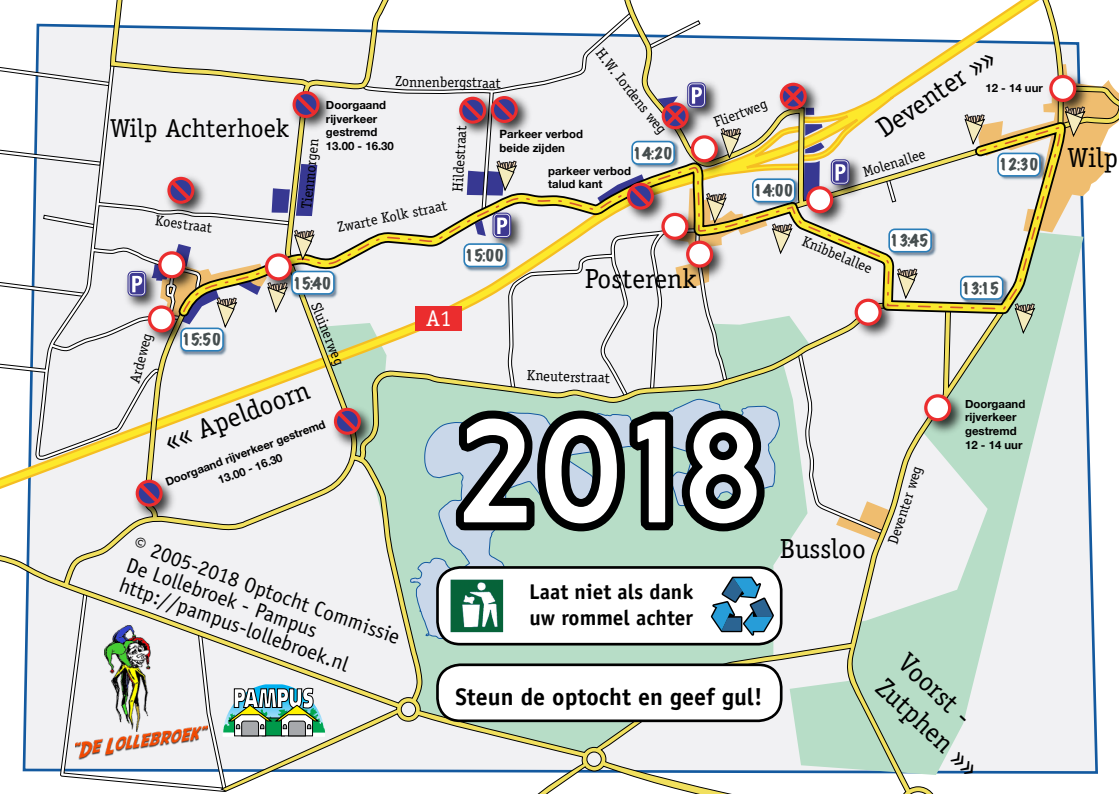 Zonnenbergstraat
H.W. Iordens weg
P
Fliertweg
Deventer »»
12 - 14 uur
Doorgaand
rijverkeer
gestremd
13.00 - 16.30
Wilp Achterhoek
Tienmorgen
Hildestraat
Parkeer verbod
beide zijden
parkeer verbod
talud kant
14:20
14:00
P
Molenallee
12:30
Wilp
Koestraat
Zwarte Kolk straat
P
15:00
Knibbelallee
13:45
13:15
Posterenk
P
15:40
15:50
Ardeweg
Sluinerweg
A1
Kneuterstraat
«« Apeldoorn
Doorgaand rijverkeer gestremd
13.00 - 16.30
2018
Doorgaand
rijverkeer
gestremd
12 - 14 uur
Deventer weg
Bussloo
© 2005-2018 Optocht Commissie
De Lollebroek - Pampus
http://pampus-lollebroek.nl
Laat niet als dank
uw rommel achter
Steun de optocht en geef gul!
Voorst -
Zutphen »»
"DE LOLLEBROEK"
PAMPUS